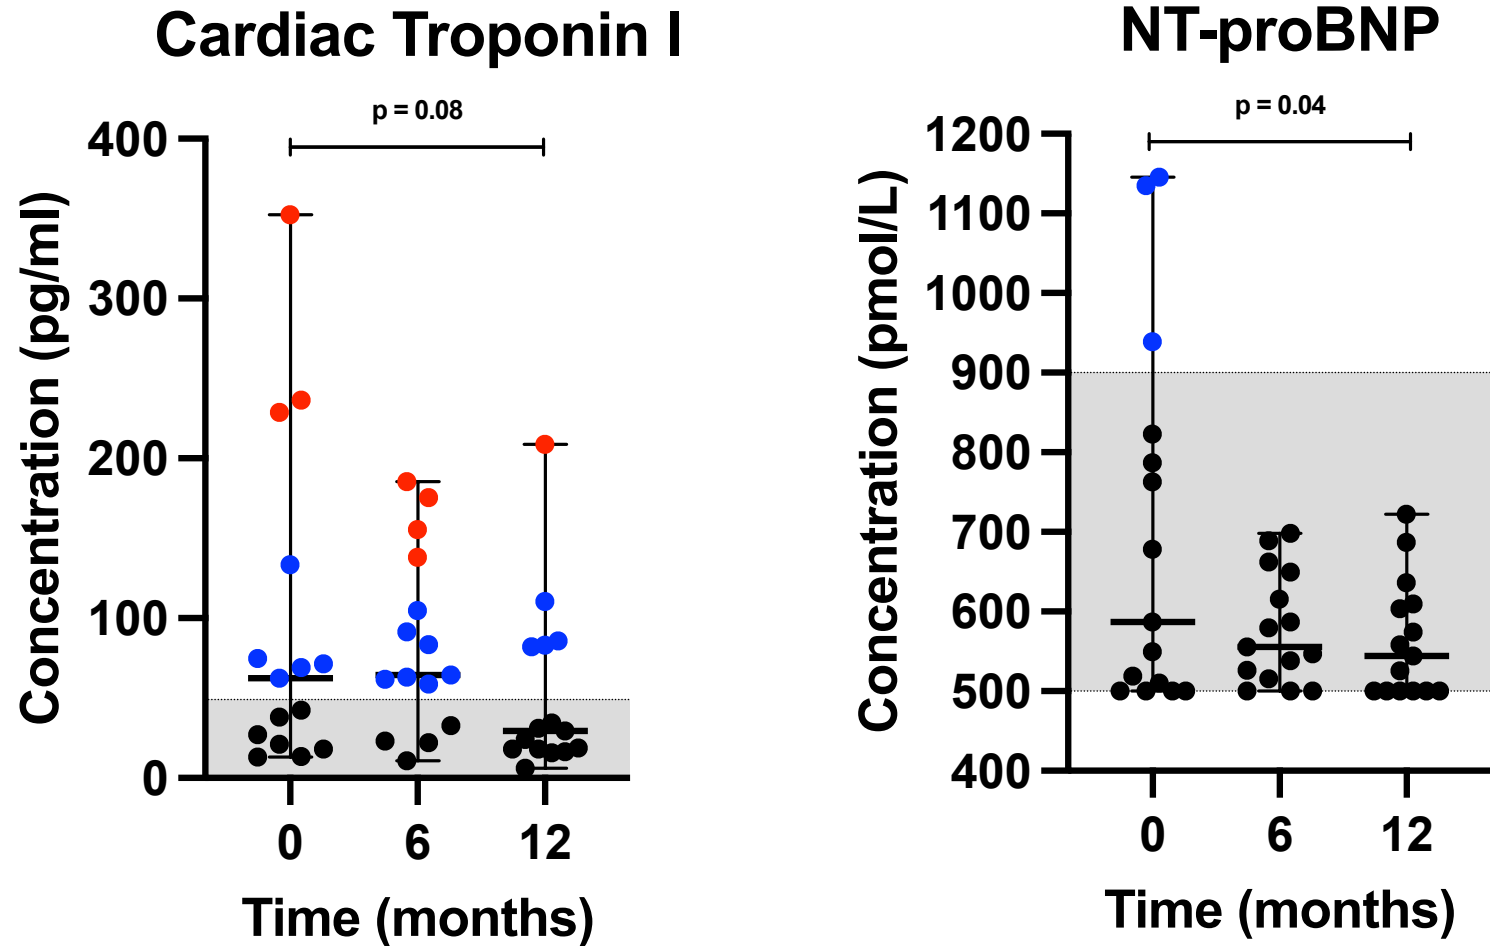 Cardiac Troponin I
p = 0.08
Concentration (pg/ml)
400
300
200
100
0
0 6 12
Time (months)
NT-proBNP
p = 0.04
Concentration (pmol/L)
1200
1100
1000
900
800
700
600
500
400
0 6 12
Time (months)